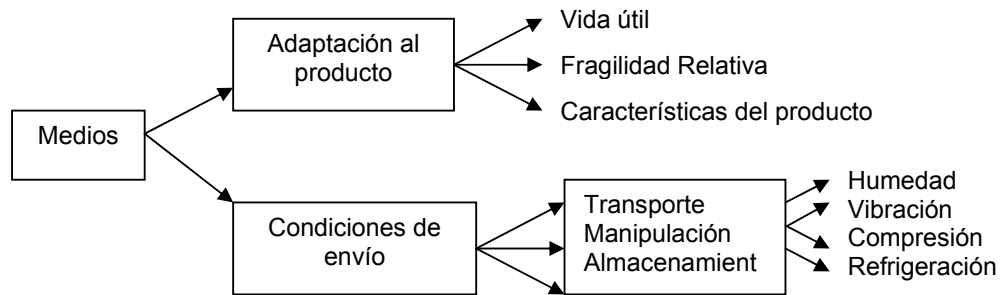 Medios
Adaptación al
producto
Vida útil
Fragilidad Relativa
Características del producto
Condiciones de
envío
Transporte
Manipulación
Almacenamient
Humedad
Vibración
Compresión
Refrigeración